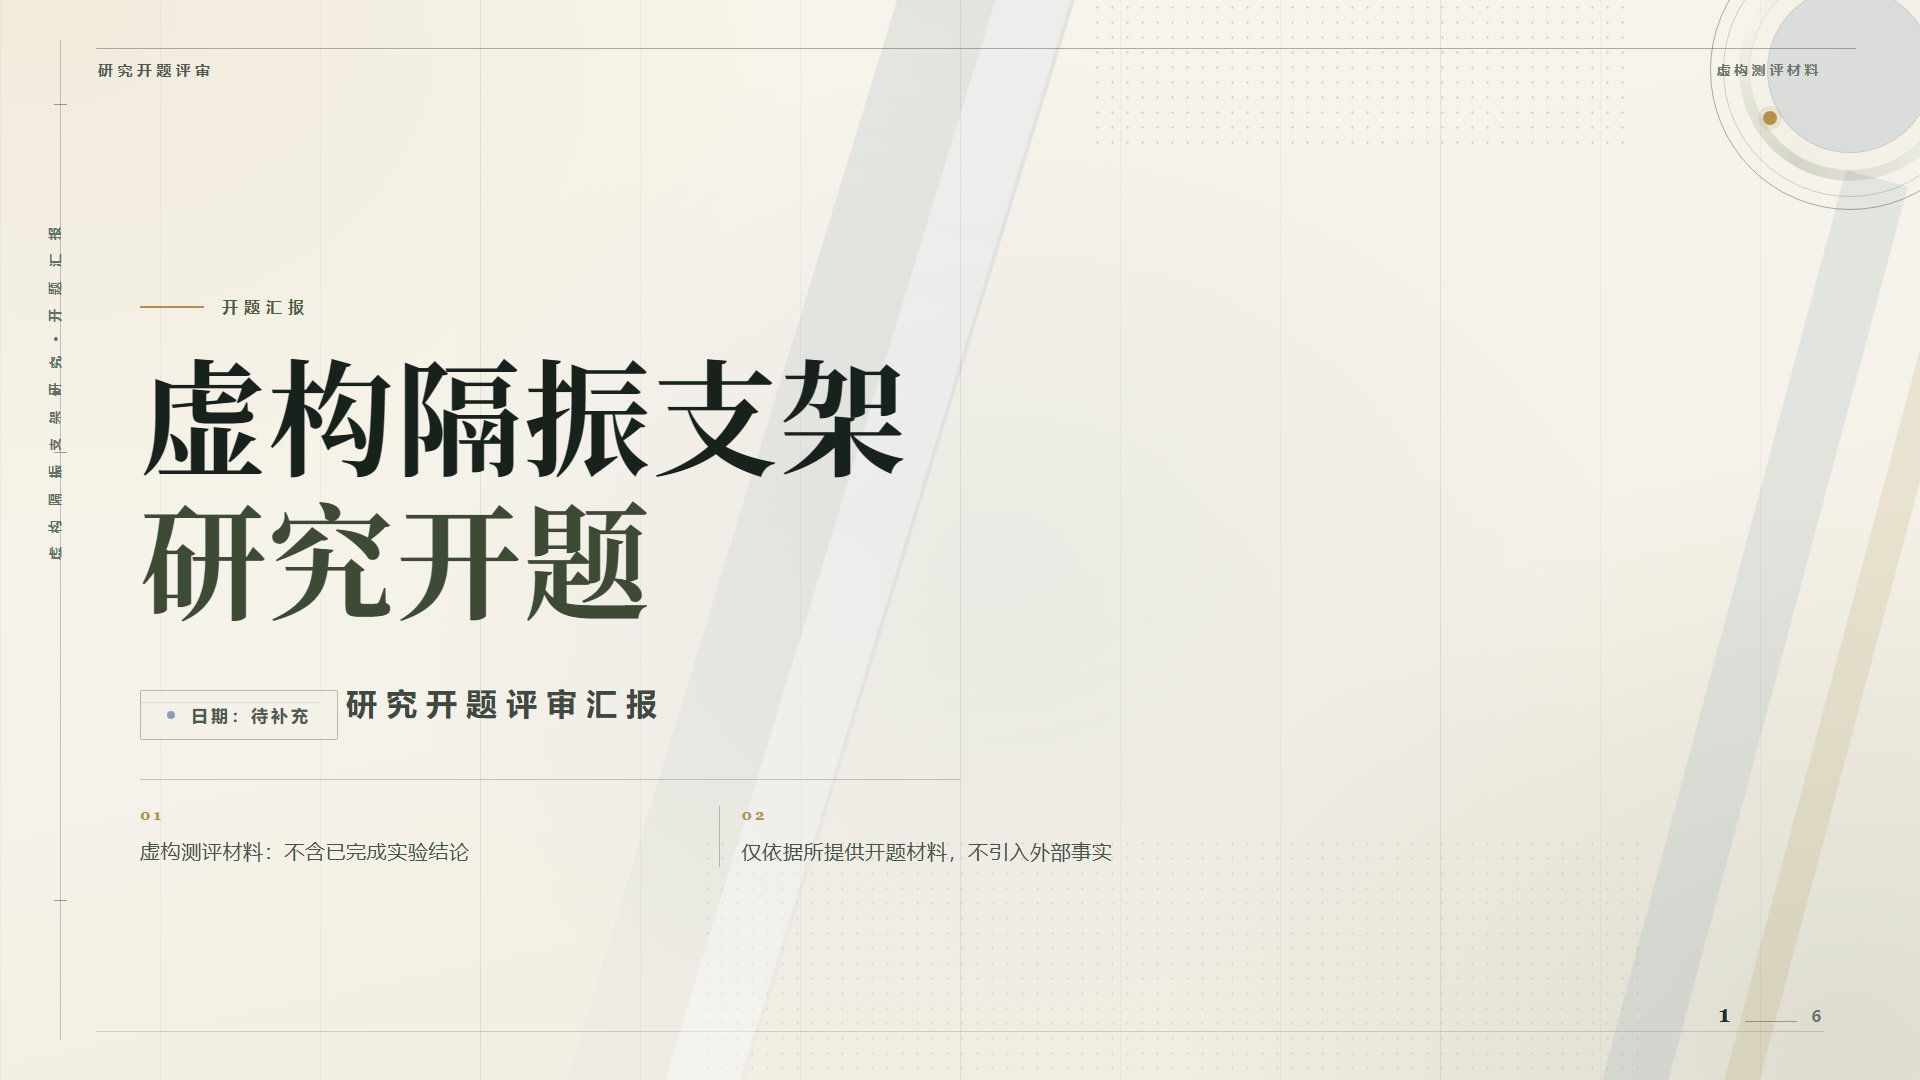 研究开题评审
虚构测评材料
虚构隔振支架研究·开题汇报
开题汇报
虚构隔振支架
研究开题
日期：待补充
研究开题评审汇报
01
虚构测评材料：不含已完成实验结论
02
仅依据所提供开题材料，不引入外部事实
1
6